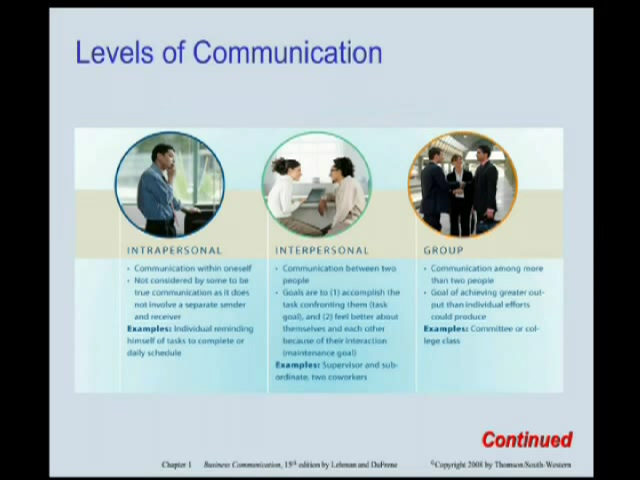 Levels of Communication
INTRAPERSONAL
• Communication within oneself
• Not considered by some to be
true communication as it does
not involve a separate sender
and receiver
Examples: Individual reminding
himself of tasks to complete or
daily schedule
INTERPERSONAL
• Communication between two
people
• Goals are to (1) accomplish the
task confronting them (task
goal), and (2) feel better about
themselves and each other
because of their interaction
(maintenance goal)
Examples: Supervisor and sub-
ordinate, two coworkers
GROUP
• Communication among more
than two people
• Goal of achieving greater out-
put than individual efforts
could produce
Examples: Committee or col-
lege class
Continued
Chapter 1 Business Communication, 15th edition by Lehman and DuFrene ©Copyright 2008 by Thomson/South-Western